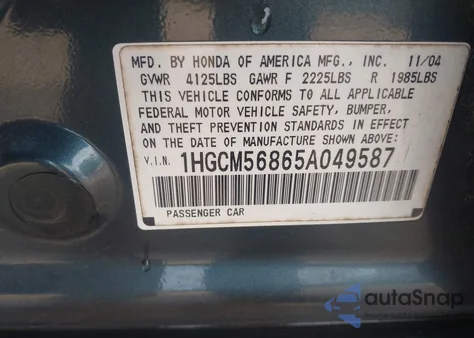 MFD. BY HONDA OF AMERICA MFG., INC. 11/04
GVWR 4125LBS GAWR F 2225LBS R 1985LBS
THIS VEHICLE CONFORMS TO ALL APPLICABLE
FEDERAL MOTOR VEHICLE SAFETY, BUMPER,
AND THEFT PREVENTION STANDARDS IN EFFECT
ON THE DATE OF MANUFACTURE SHOWN ABOVE:
V.I.N. 1HGCM56865A049587
PASSENGER CAR
autoSnap